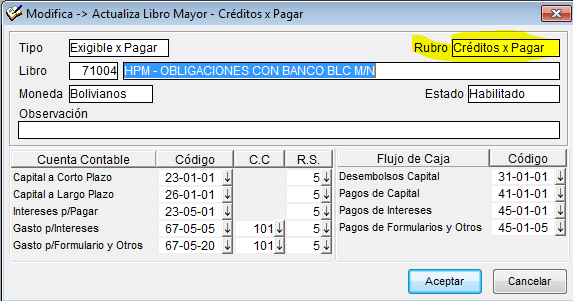 Modifica -> Actualiza Libro Mayor - Créditos x Pagar
Tipo Exigible x Pagar Rubro Créditos x Pagar
Libro 71004 HPM - OBLIGACIONES CON BANCO BLC M/N
Moneda Bolivianos Estado Habilitado
Observación
Cuenta Contable Código C.C R.S.
Capital a Corto Plazo 23-01-01 5
Capital a Largo Plazo 26-01-01 5
Intereses p/Pagar 23-05-01 5
Gasto p/Intereses 67-05-05 101 5
Gasto p/Formulario y Otros 67-05-20 101 5
Flujo de Caja Código
Desembolsos Capital 31-01-01
Pagos de Capital 41-01-01
Pagos de Intereses 45-01-01
Pagos de Formularios y Otros 45-01-05
Aceptar Cancelar